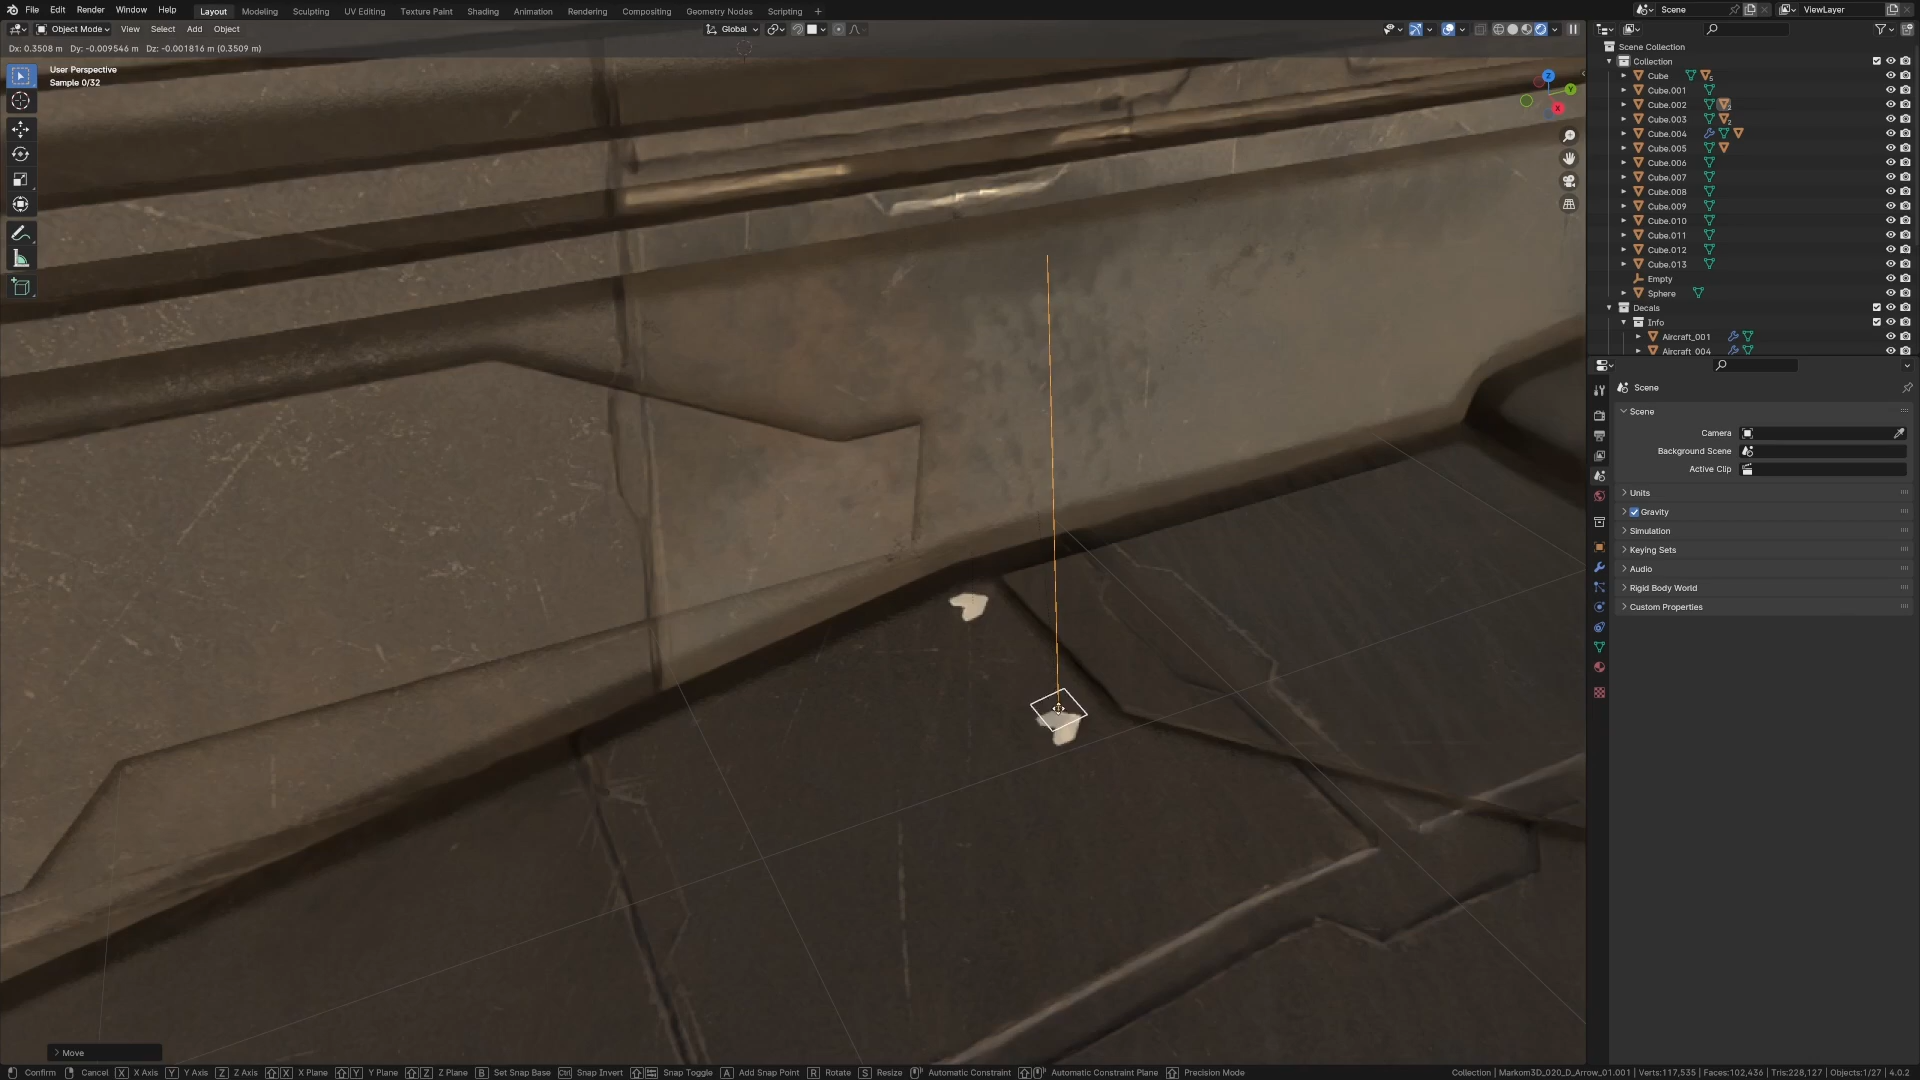 File Edit Render Window Help Layout Modeling Sculpting UV Editing Texture Paint Shading Animation Rendering Compositing Geometry Nodes Scripting +
Scene
ViewLayer
Object Mode View Select Add Object
Global
Dx: 0.3508 m Dy: -0.009546 m Dz: -0.001816 m (0.3509 m)
User Perspective
Sample 0/32
Z
Y
X
Scene Collection
Collection
Cube
5
Cube.001
Cube.002
Cube.003
2
Cube.004
Cube.005
Cube.006
Cube.007
Cube.008
Cube.009
Cube.010
Cube.011
Cube.012
Cube.013
Empty
Sphere
Decals
Info
Aircraft_001
Aircraft_004
Scene
Scene
Camera
Background Scene
Active Clip
Units
Gravity
Simulation
Keying Sets
Audio
Rigid Body World
Custom Properties
Move
Confirm Cancel X X Axis Y Y Axis Z Z Axis X X Plane Y Y Plane Z Z Plane B Set Snap Base Ctrl Snap Invert Snap Toggle A Add Snap Point R Rotate S Resize Automatic Constraint Automatic Constraint Plane Precision Mode
Collection | Markom3D_020_D_Arrow_01.001 | Verts:117,535 | Faces:102,436 | Tris:228,127 | Objects:1/27 | 4.0.2